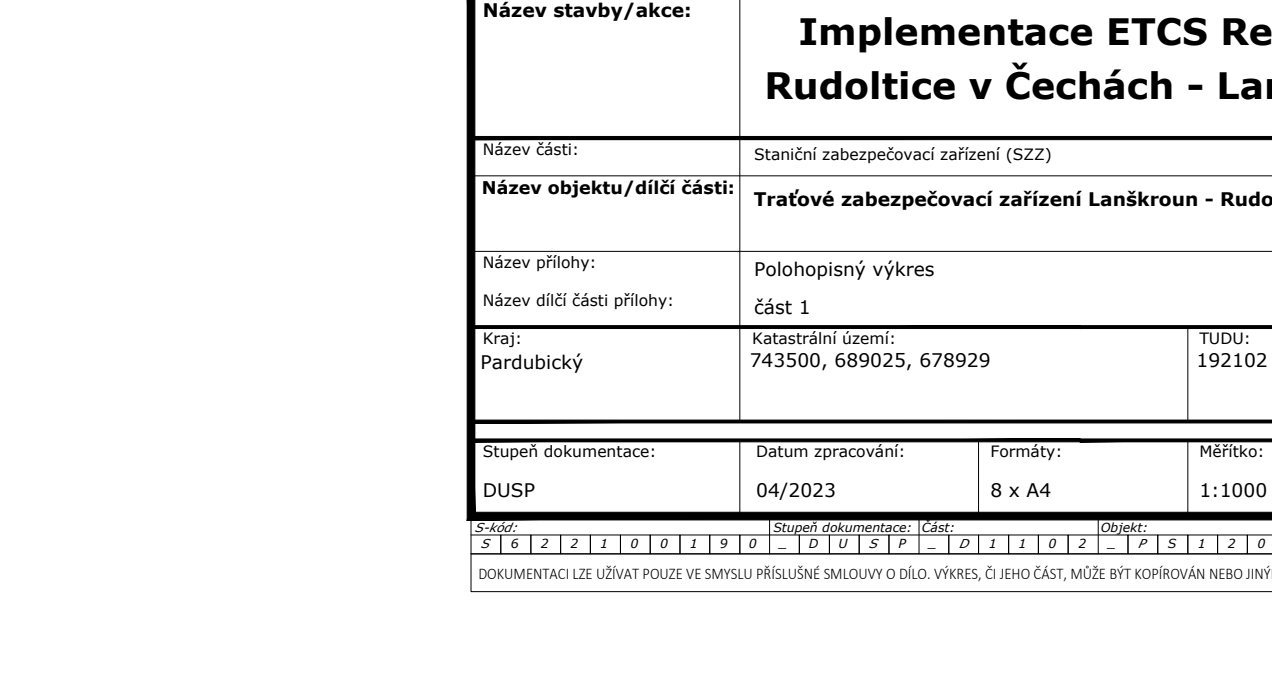 Název stavby/akce:
Implementace ETCS Re
Rudoltice v Čechách - Lan
Název části:
Staniční zabezpečovací zařízení (SZZ)
Název objektu/dílčí části:
Traťové zabezpečovací zařízení Lanškroun - Rudo
Název přílohy:
Polohopisný výkres
Název dílčí části přílohy:
část 1
Kraj:
Katastrální území:
TUDU:
Pardubický
743500, 689025, 678929
192102
Stupeň dokumentace:
Datum zpracování:
Formáty:
Měřítko:
DUSP
04/2023
8 x A4
1:1000
S-kód:
Stupeň dokumentace:
Část:
Objekt:
S 6 2 2 1 0 0 1 9 0 _ D U S P _ D 1 1 0 2 _ P S 1 2 0
DOKUMENTACI LZE UŽÍVAT POUZE VE SMYSLU PŘÍSLUŠNÉ SMLOUVY O DÍLO. VÝKRES, ČI JEHO ČÁST, MŮŽE BÝT KOPÍROVÁN NEBO JINÝ